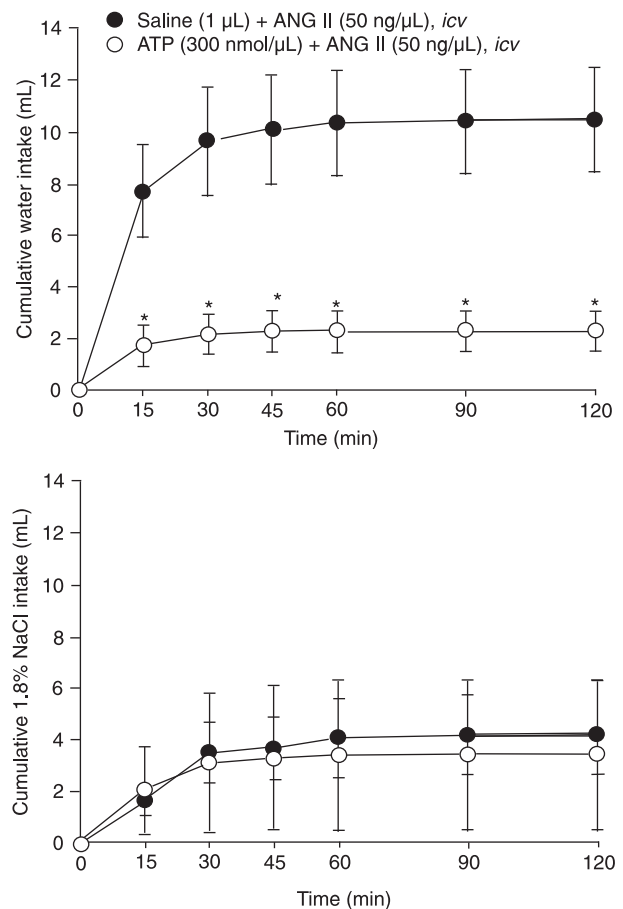 Saline (1 μL) + ANG II (50 ng/μL), icv
ATP (300 nmol/μL) + ANG II (50 ng/μL), icv
Cumulative water intake (mL)
14
12
10
8
6
4
2
0
* * * * * *
0 15 30 45 60 90 120
Time (min)
Cumulative 1.8% NaCl intake (mL)
14
12
10
8
6
4
2
0
0 15 30 45 60 90 120
Time (min)